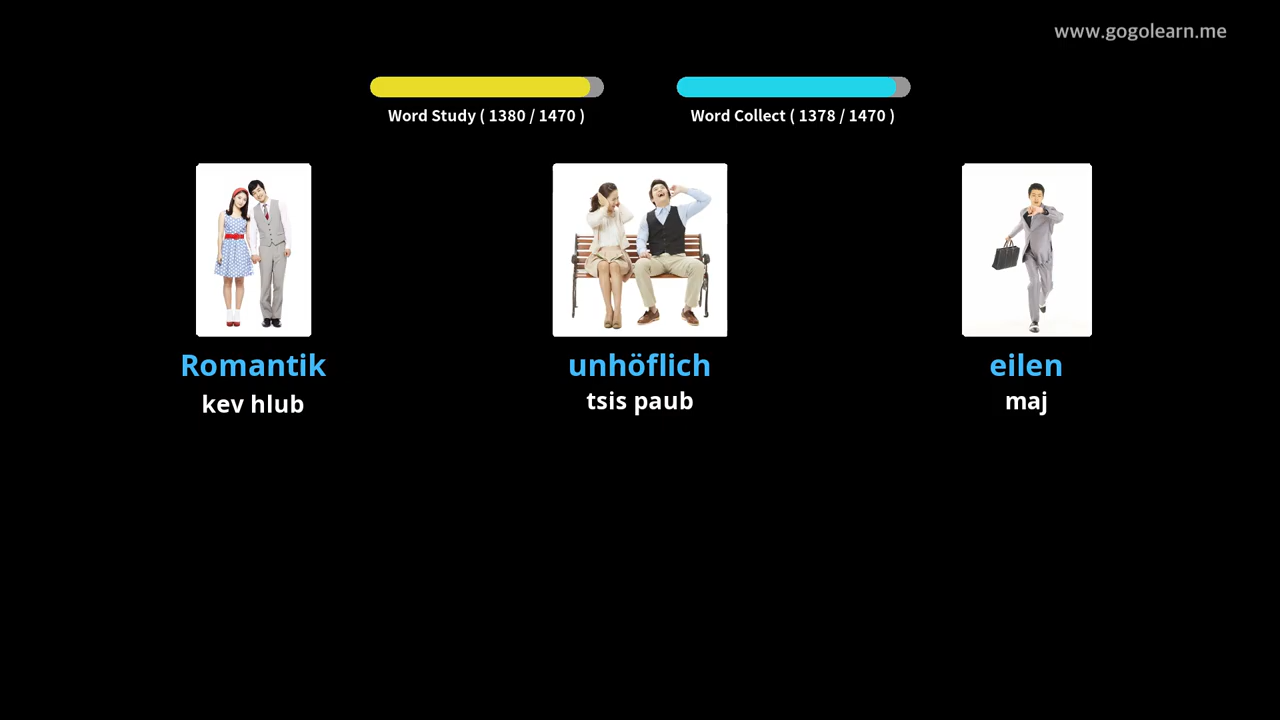 www.gogolearn.me
Word Study ( 1380 / 1470 )
Word Collect ( 1378 / 1470 )
Romantik
kev hlub
unhöflich
tsis paub
eilen
maj